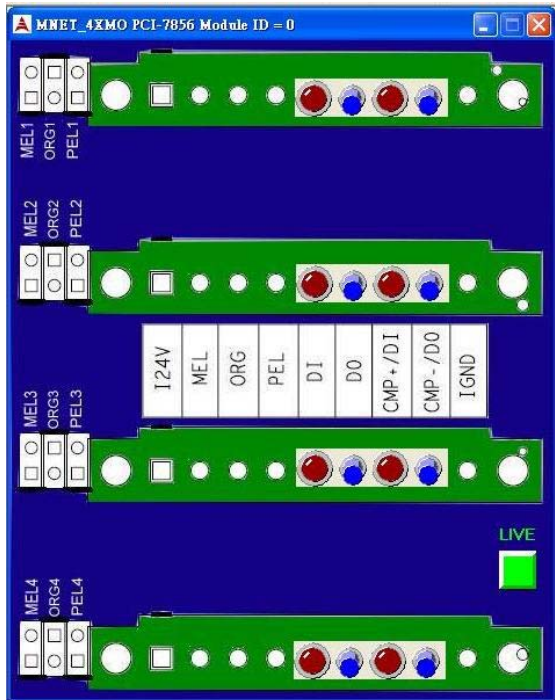 MNET_4XMO PCI-7856 Module ID = 0
MEL1
ORG1
PEL1
MEL2
ORG2
PEL2
I24V
MEL
ORG
PEL
DI
DO
CMP+/DI
CMP-/DO
IGND
MEL3
ORG3
PEL3
LIVE
MEL4
ORG4
PEL4